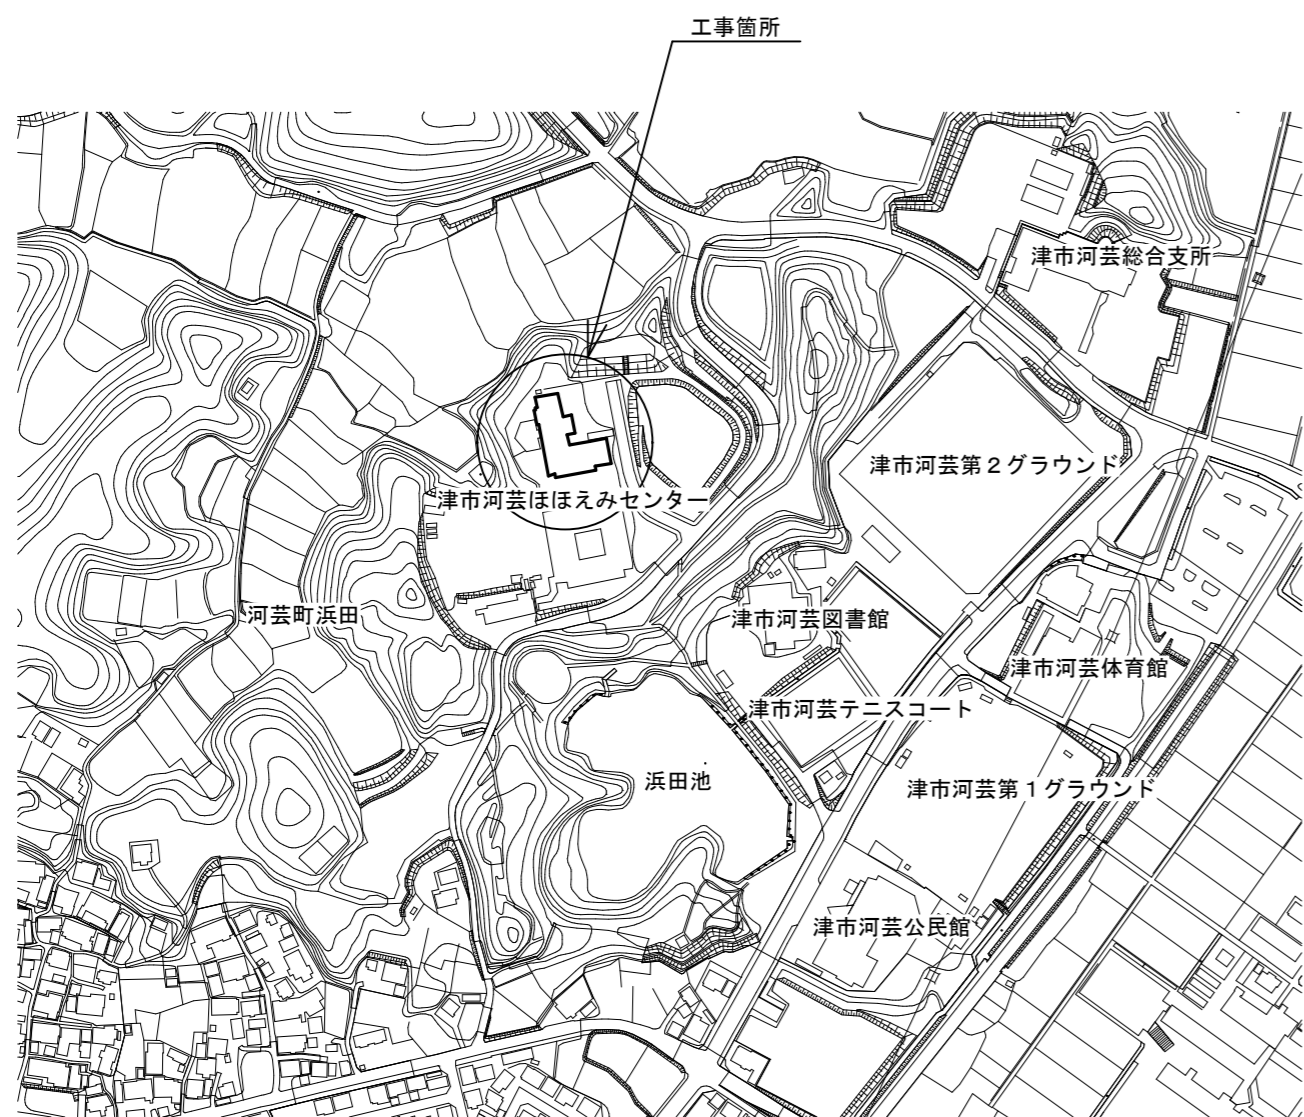 工事箇所
津市河芸総合支所
津市河芸第２グラウンド
津市河芸ほほえみセンター
河芸町浜田
津市河芸図書館
津市河芸体育館
津市河芸テニスコート
浜田池
津市河芸第１グラウンド
津市河芸公民館